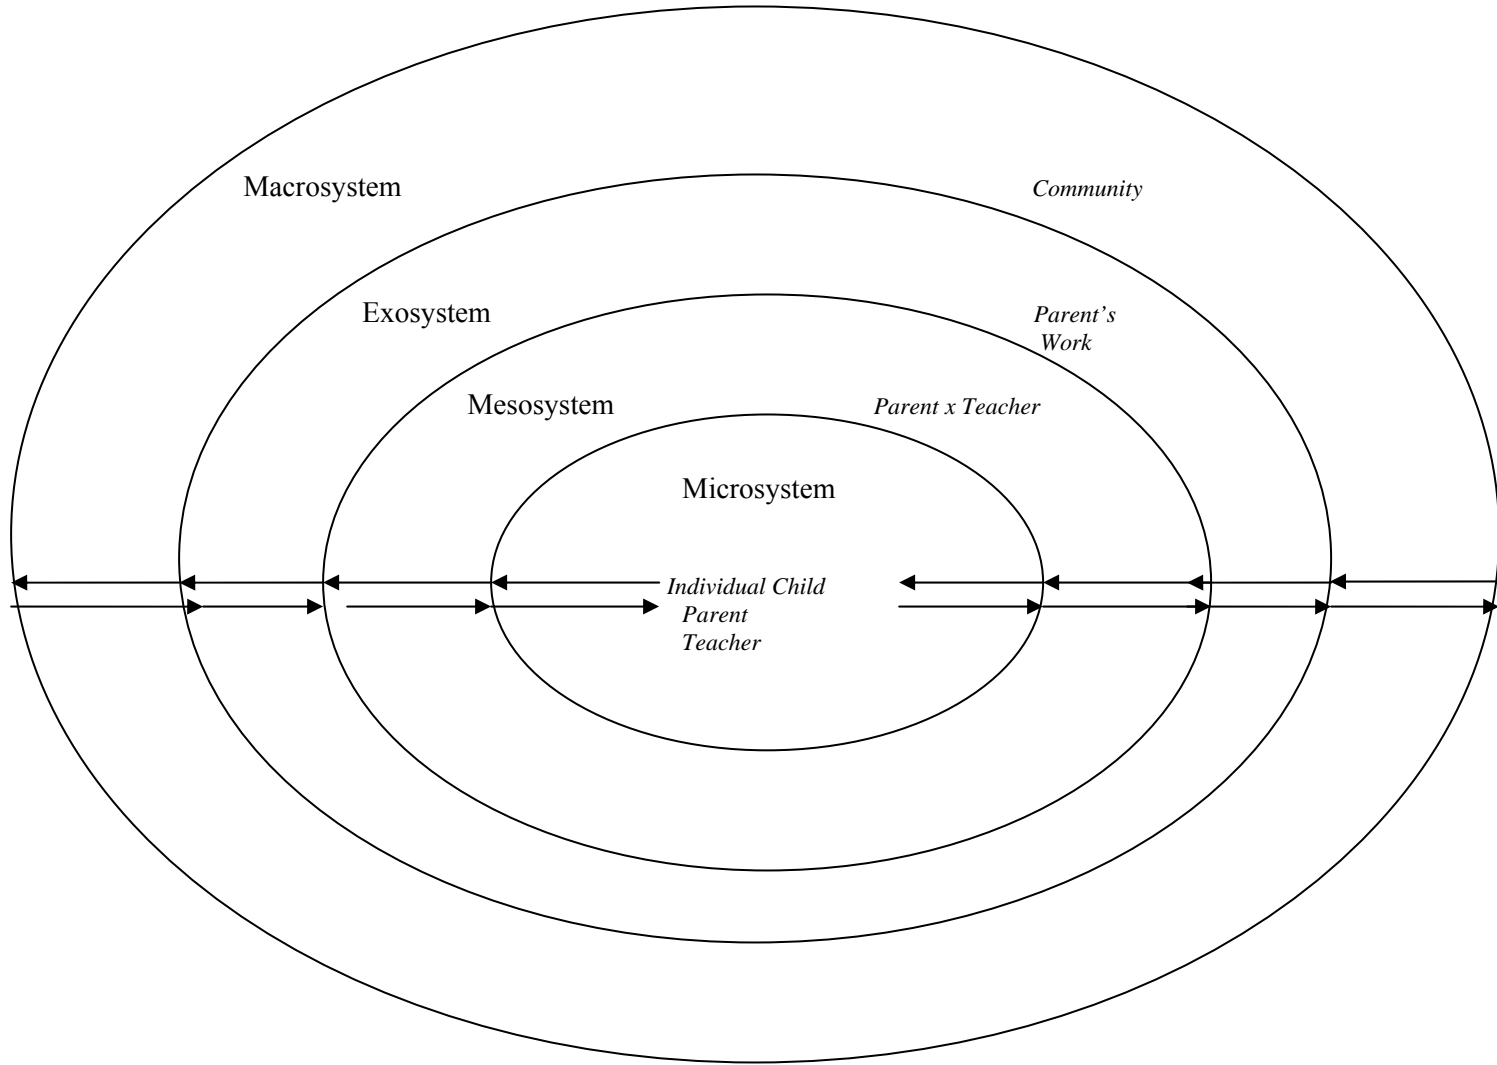 Macrosystem
Community
Exosystem
Parent’s
Work
Mesosystem
Parent x Teacher
Microsystem
Individual Child
Parent
Teacher